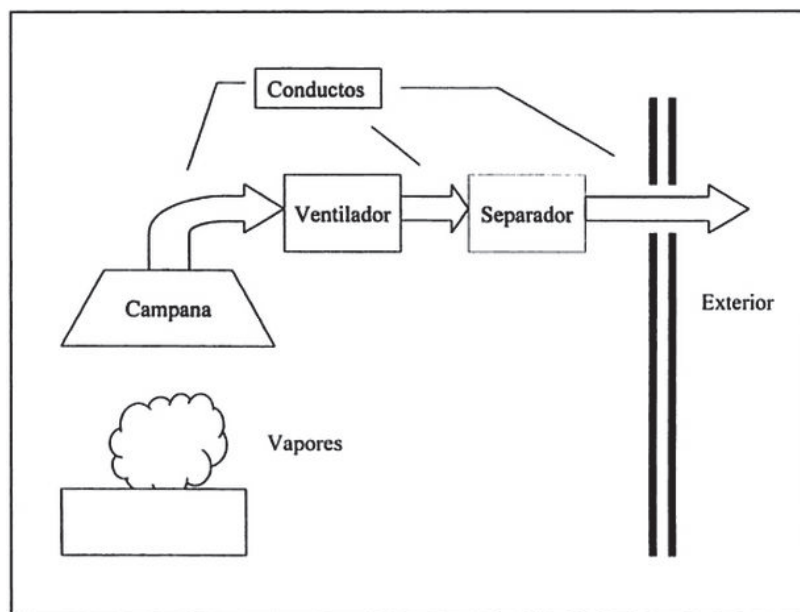 Conductos
Ventilador
Separador
Campana
Exterior
Vapores